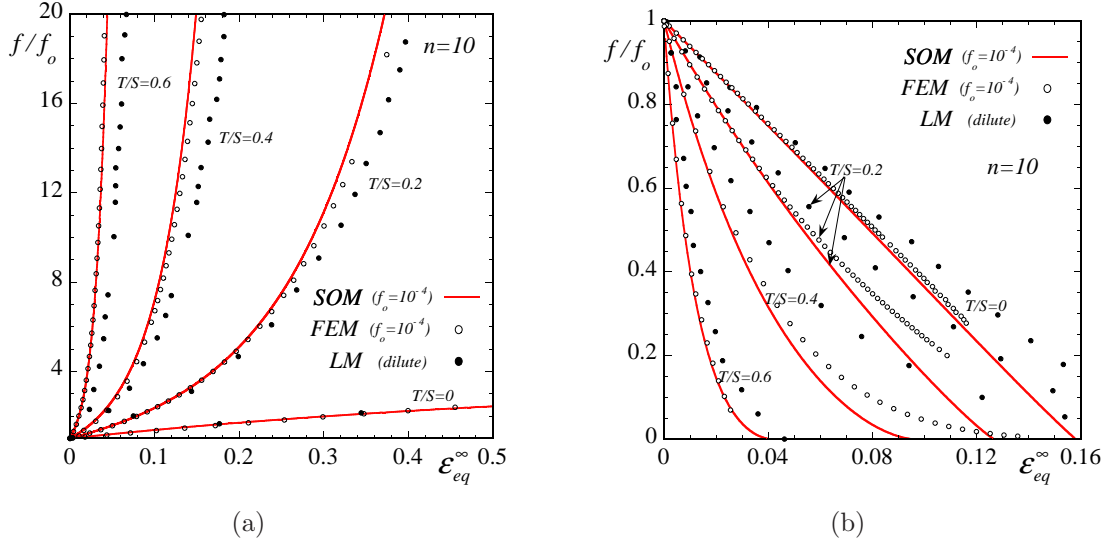 f/f_o
n=10
20
16
12
8
4
T/S=0.6
T/S=0.4
T/S=0.2
T/S=0
SOM (f_o=10^-4)
FEM (f_o=10^-4)
LM (dilute)
0 0.1 0.2 0.3 0.4 0.5
ε_eq^∞
(a)
f/f_o
1
0.8
0.6
0.4
0.2
0
SOM (f_o=10^-4)
FEM (f_o=10^-4)
LM (dilute)
n=10
T/S=0.2
T/S=0.4
T/S=0
T/S=0.6
0 0.04 0.08 0.12 0.16
ε_eq^∞
(b)